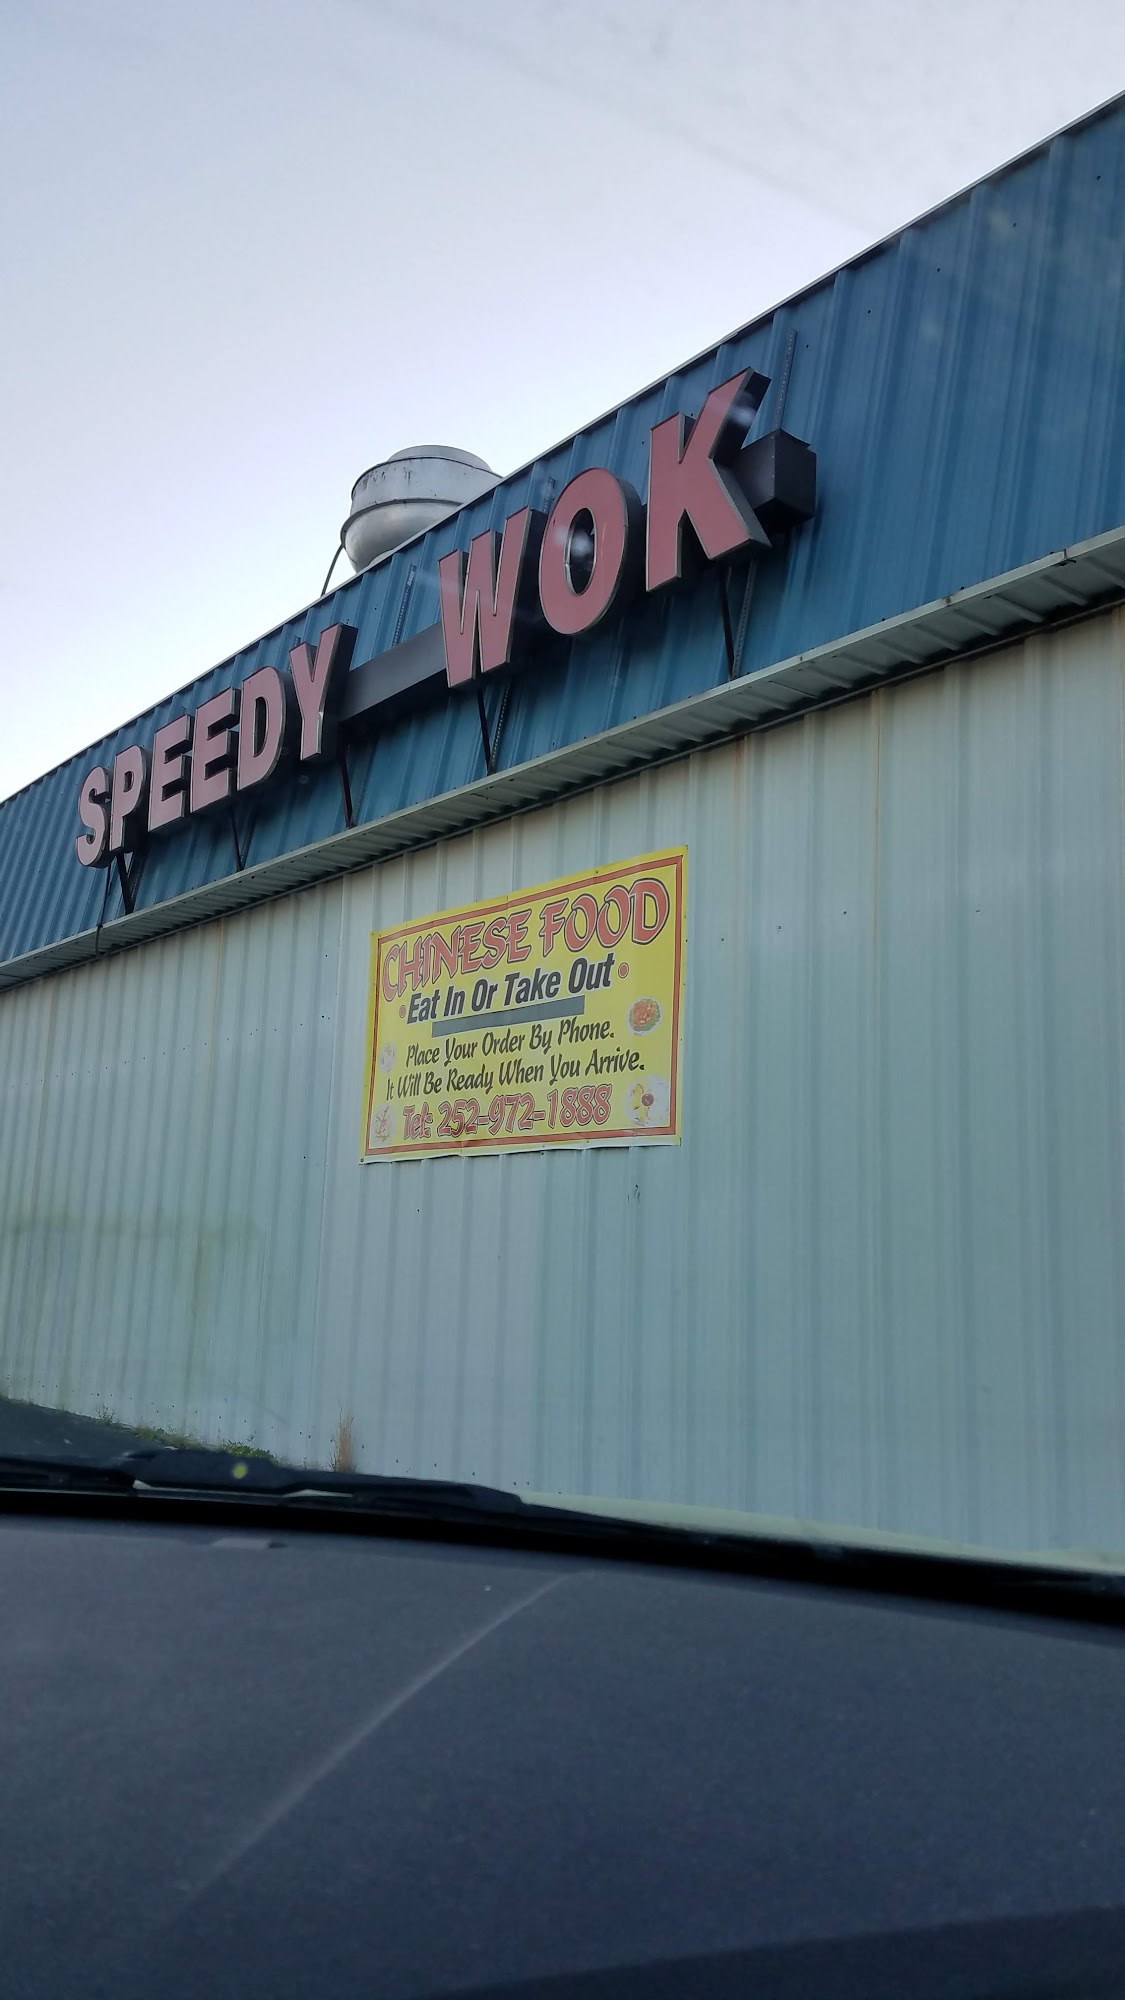 SPEEDY WOK
CHINESE FOOD
• Eat In Or Take Out •
Place Your Order By Phone.
It Will Be Ready When You Arrive.
Tel: 252-972-1888